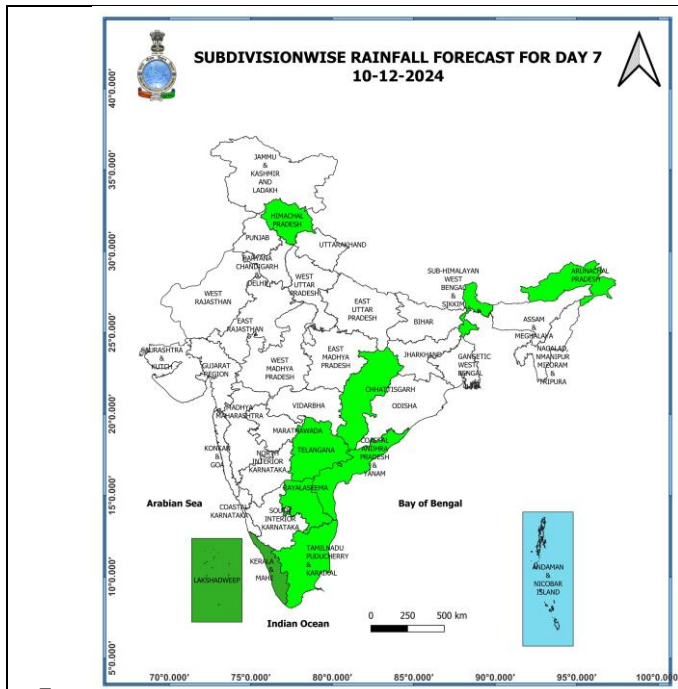 SUBDIVISIONWISE RAINFALL FORECAST FOR DAY 7
10-12-2024
40°0.000'
35°0.000'
30°0.000'
25°0.000'
20°0.000'
15°0.000'
10°0.000'
5°0.000'
JAMMU
&
KASHMIR
AND
LADAKH
HIMACHAL
PRADESH
PUNJAB
UTTARAKHAND
HARYANA
CHANDIGARH
&
DELHI
WEST
RAJASTHAN
WEST
UTTAR
PRADESH
EAST
UTTAR
PRADESH
SUB-HIMALAYAN
WEST
BENGAL
&
SIKKIM
ARUNACHAL
PRADESH
EAST
RAJASTHAN
BIHAR
ASSAM
&
MEGHALAYA
SAURASHTRA
&
KUTCH
GUJARAT
REGION
WEST
MADHYA
PRADESH
EAST
MADHYA
PRADESH
JHARKHAND
GANGETIC
WEST
BENGAL
NAGALAD
NMANIPUR
MIZORAM
&
TRIPURA
CHHATTISGARH
MADHYA
MAHARASHTRA
VIDARBHA
ODISHA
MARATHAWADA
KONKAN
&
GOA
NORTH
INTERIOR
KARNATAKA
TELANGANA
COASTAL
ANDHRA
PRADESH
&
YANAM
RAYALASEEMA
Arabian Sea
Bay of Bengal
COASTAL
KARNATAKA
SOUTH
INTERIOR
KARNATAKA
LAKSHADWEEP
KERALA
&
MAHE
TAMILNADU
PUDUCHERRY
&
KARAIKAL
ANDAMAN
&
NICOBAR
ISLAND
0 250 500 km
Indian Ocean
70°0.000' 75°0.000' 80°0.000' 85°0.000' 90°0.000' 95°0.000' 100°0.000'